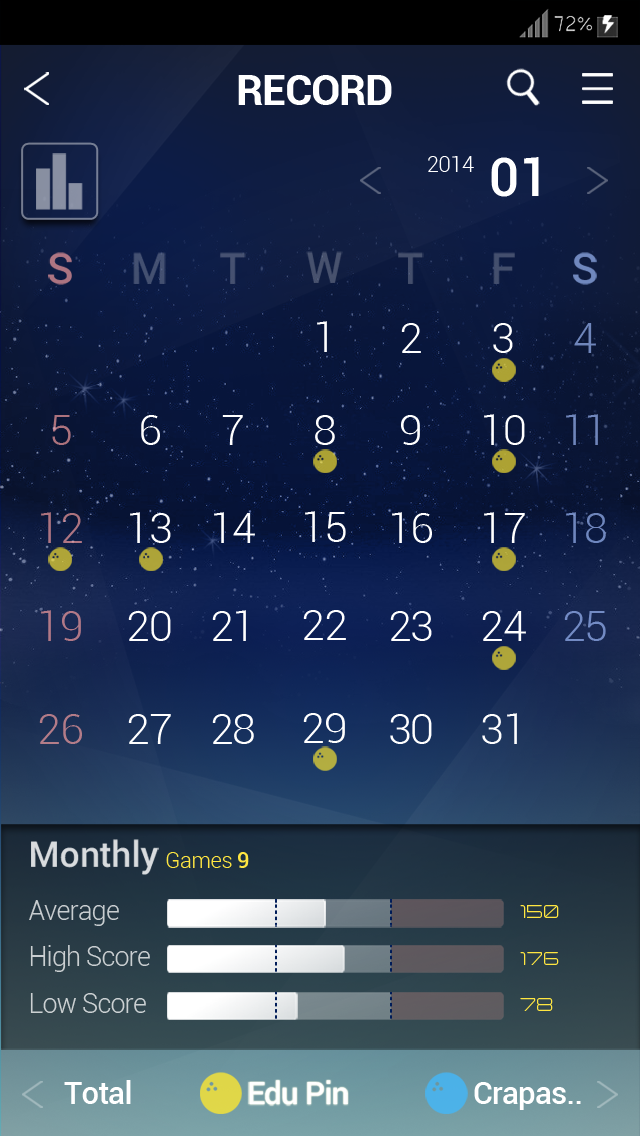 72%
RECORD
2014 01
S M T W T F S
1 2 3 4
5 6 7 8 9 10 11
12 13 14 15 16 17 18
19 20 21 22 23 24 25
26 27 28 29 30 31
Monthly Games 9
Average 150
High Score 176
Low Score 78
Total Edu Pin Crapas..